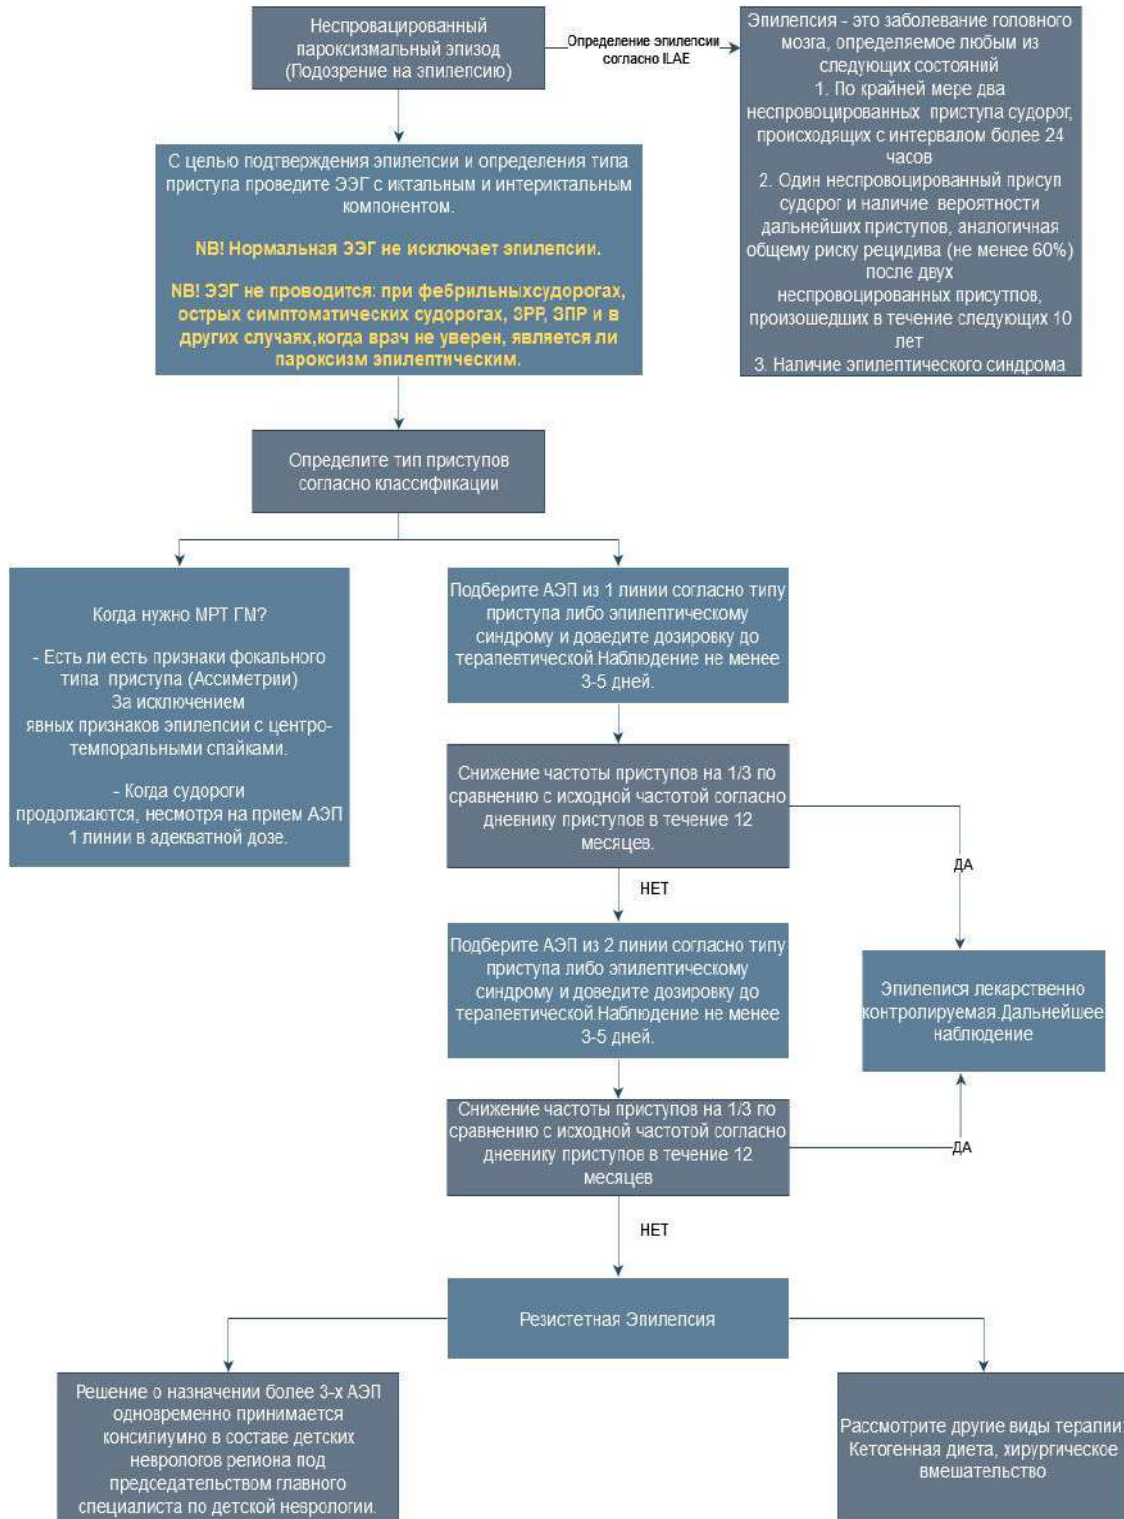 Неспровацированный
пароксизмальный эпизод
(Подозрение на эпилепсию)
Определение эпилепсии
согласно ILAE
Эпилепсия - это заболевание головного
мозга, определяемое любым из
следующих состояний
1. По крайней мере два
неспровоцированных приступа судорог,
происходящих с интервалом более 24
часов
2. Один неспровоцированный присуп
судорог и наличие вероятности
дальнейших приступов, аналогичная
общему риску рецидива (не менее 60%)
после двух
неспровоцированных присутпов,
произошедших в течение следующих 10
лет
3. Наличие эпилептического синдрома
С целью подтверждения эпилепсии и определения типа
приступа проведите ЭЭГ с иктальным и интериктальным
компонентом.
NB! Нормальная ЭЭГ не исключает эпилепсии.
NB! ЭЭГ не проводится: при фебрильныхсудорогах,
острых симптоматических судорогах, ЗРР, ЗПР и в
других случаях,когда врач не уверен, является ли
пароксизм эпилептическим.
Определите тип приступов
согласно классификации
Когда нужно МРТ ГМ?
- Есть ли есть признаки фокального
типа приступа (Ассиметрии)
За исключением
явных признаков эпилепсии с центро-
темпоральными спайками.
- Когда судороги
продолжаются, несмотря на прием АЭП
1 линии в адекватной дозе.
Подберите АЭП из 1 линии согласно типу
приступа либо эпилептическому
синдрому и доведите дозировку до
терапевтической.Наблюдение не менее
3-5 дней.
Снижение частоты приступов на 1/3 по
сравнению с исходной частотой согласно
дневнику приступов в течение 12
месяцев.
ДА
НЕТ
Подберите АЭП из 2 линии согласно типу
приступа либо эпилептическому
синдрому и доведите дозировку до
терапевтической.Наблюдение не менее
3-5 дней.
Эпилепися лекарственно
контролируемая.Дальнейшее
наблюдение
Снижение частоты приступов на 1/3 по
сравнению с исходной частотой согласно
дневнику приступов в течение 12
месяцев
ДА
НЕТ
Резистетная Эпилепсия
Решение о назначении более 3-х АЭП
одновременно принимается
консилиумно в составе детских
неврологов региона под
председательством главного
специалиста по детской неврологии.
Рассмотрите другие виды терапии:
Кетогенная диета, хирургическое
вмешательство